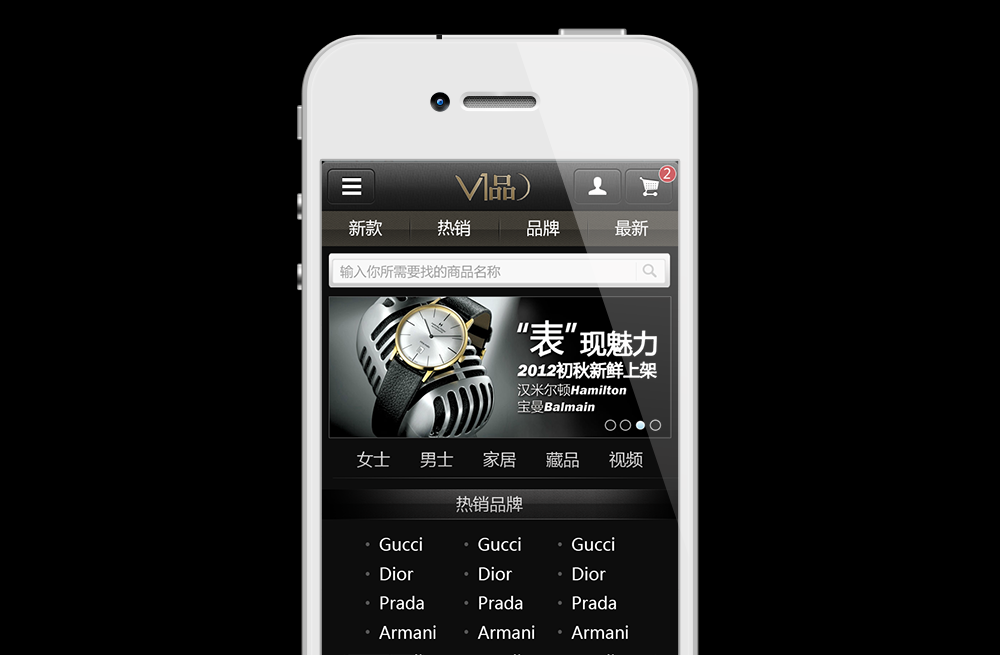 V1品
2
新款 热销 品牌 最新
输入你所需要找的商品名称
“表”现魅力
2012初秋新鲜上架
汉米尔顿Hamilton
宝曼Balmain
女士 男士 家居 藏品 视频
热销品牌
• Gucci • Gucci • Gucci
• Dior • Dior • Dior
• Prada • Prada • Prada
• Armani • Armani • Armani